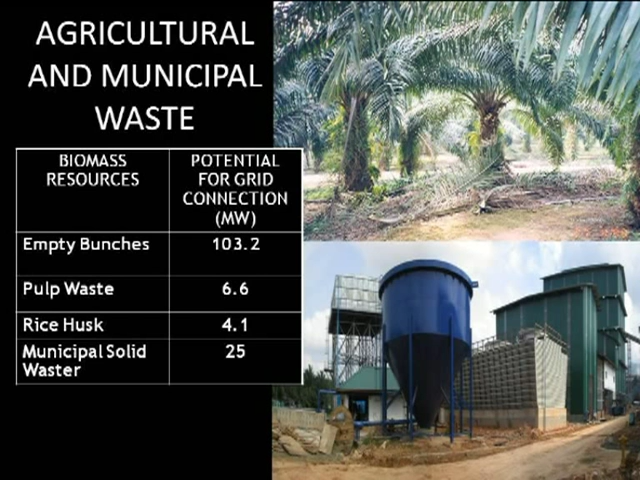 AGRICULTURAL
AND MUNICIPAL
WASTE
BIOMASS
RESOURCES
POTENTIAL
FOR GRID
CONNECTION
(MW)
Empty Bunches 103.2
Pulp Waste 6.6
Rice Husk 4.1
Municipal Solid 25
Waster